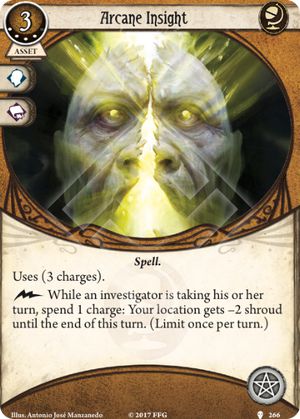 3
Arcane Insight
ASSET
Spell.
Uses (3 charges).
While an investigator is taking his or her
turn, spend 1 charge: Your location gets –2 shroud
until the end of this turn. (Limit once per turn.)
Illus. Antonio José Manzanedo © 2017 FFG 266